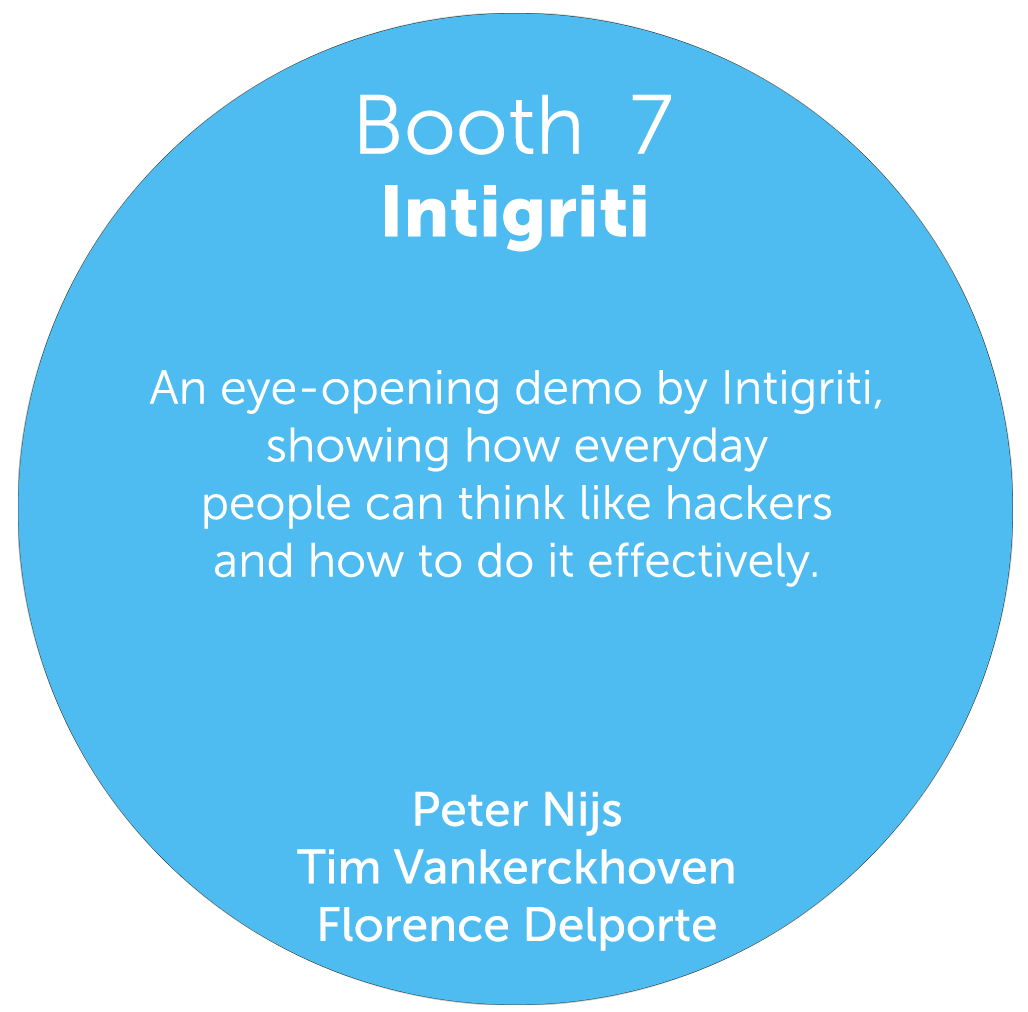 Booth 7
Intigriti
An eye-opening demo by Intigriti,
showing how everyday
people can think like hackers
and how to do it effectively.
Peter Nijs
Tim Vankerckhoven
Florence Delporte